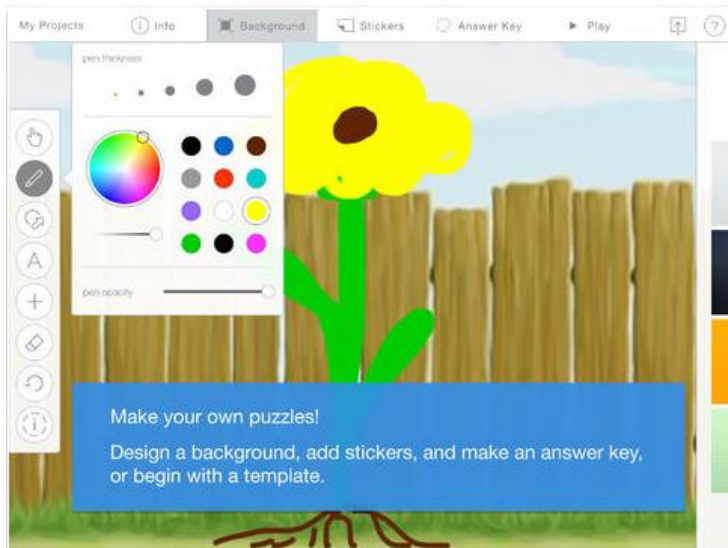 My Projects Info Background Stickers Answer Key Play ?
pen thickness
A
pen opacity
Make your own puzzles!
Design a background, add stickers, and make an answer key,
or begin with a template.